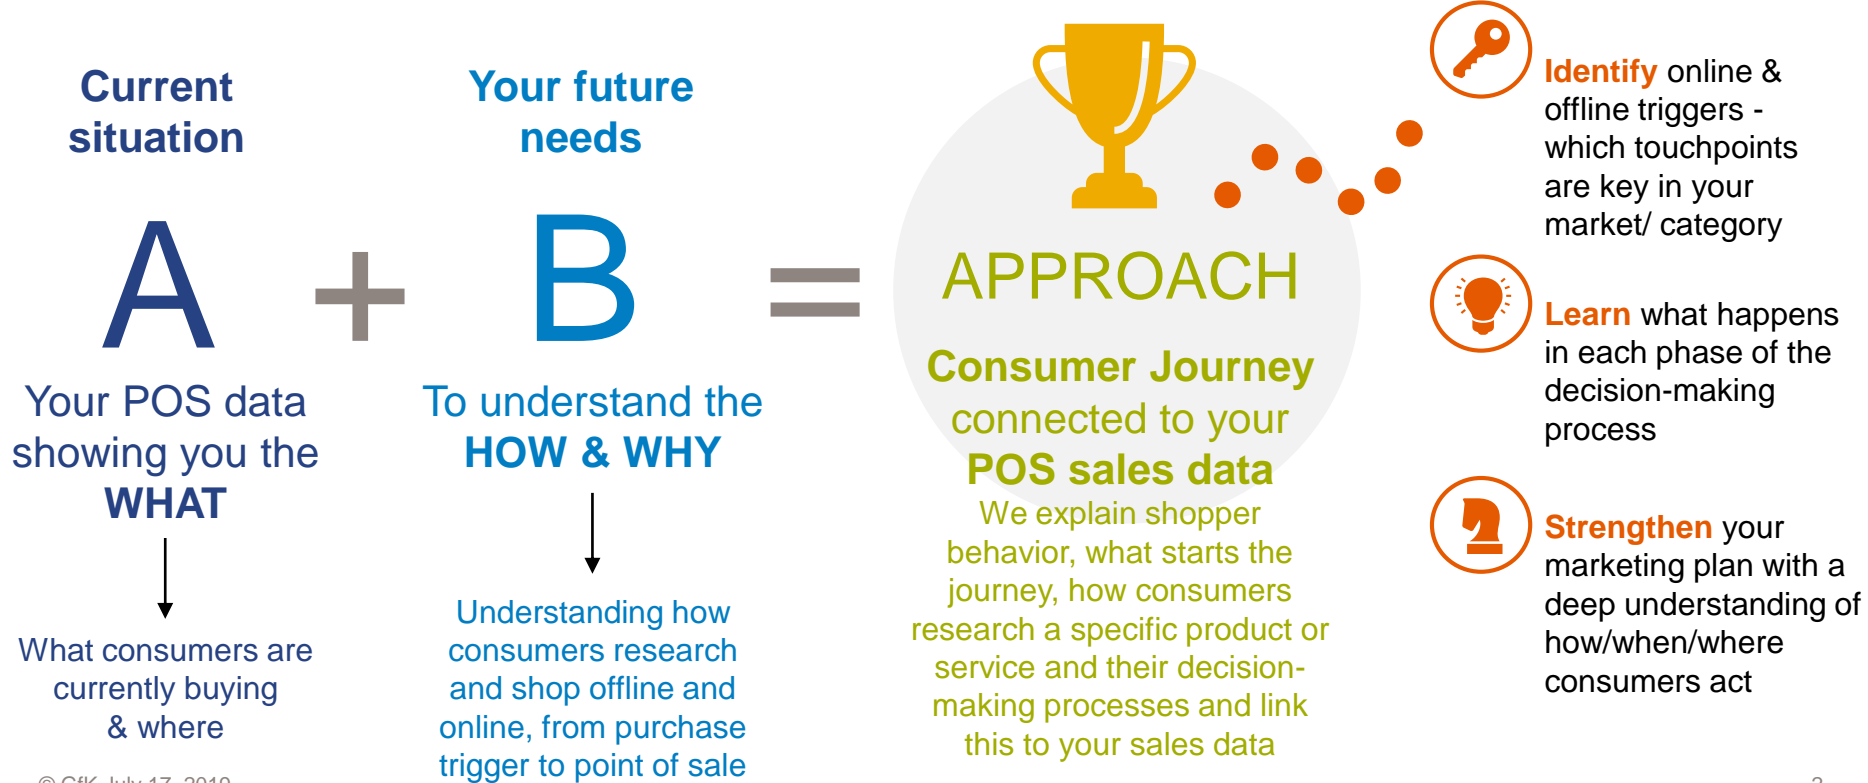 Current
situation
A
+
Your POS data
showing you the
WHAT
What consumers are
currently buying
& where
Your future
needs
B
=
To understand the
HOW & WHY
Understanding how
consumers research
and shop offline and
online, from purchase
trigger to point of sale
APPROACH
Consumer Journey
connected to your
POS sales data
We explain shopper
behavior, what starts the
journey, how consumers
research a specific product or
service and their decision-
making processes and link
this to your sales data
Identify online &
offline triggers -
which touchpoints
are key in your
market/ category
Learn what happens
in each phase of the
decision-making
process
Strengthen your
marketing plan with a
deep understanding of
how/when/where
consumers act
© GfK July 17, 2019